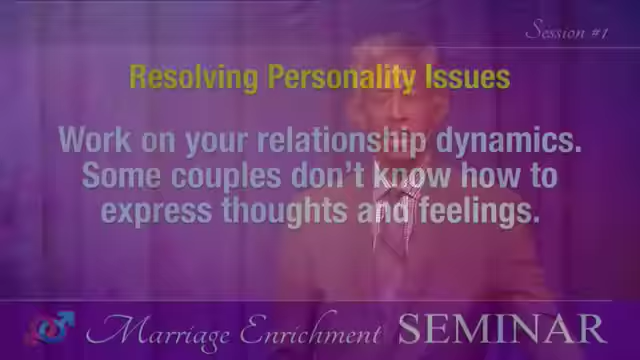 Session #1
Resolving Personality Issues
Work on your relationship dynamics.
Some couples don't know how to
express thoughts and feelings.
Marriage Enrichment SEMINAR